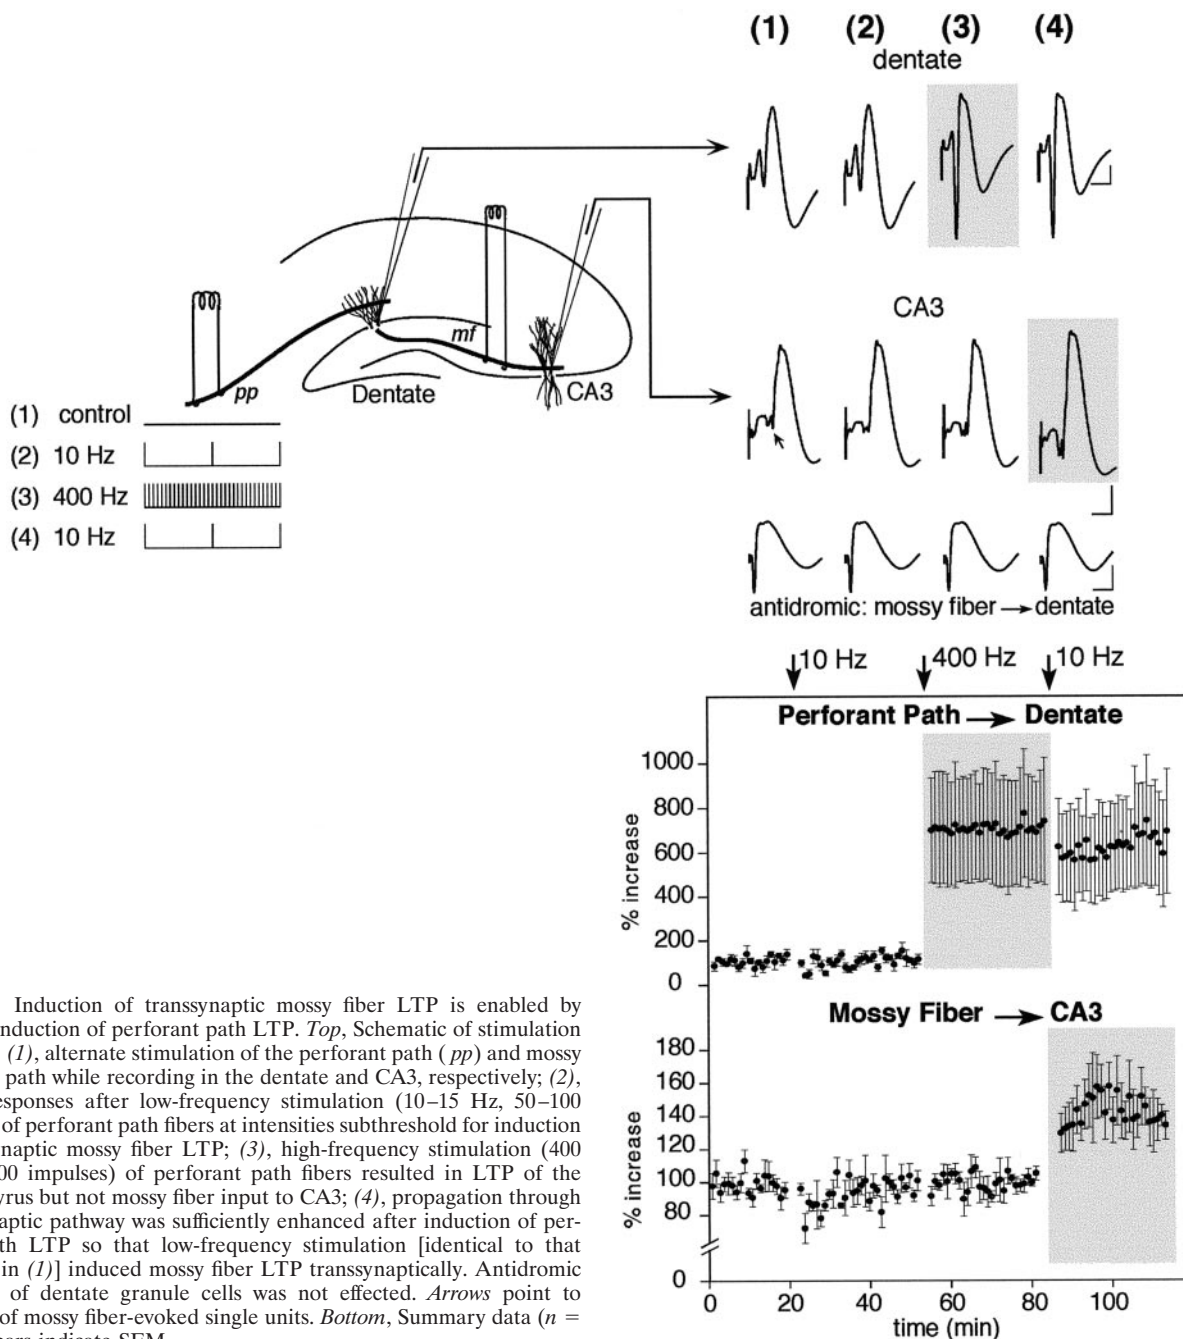 (1) (2) (3) (4)
dentate
CA3
mf
pp
Dentate
CA3
(1) control
(2) 10 Hz
(3) 400 Hz
(4) 10 Hz
antidromic: mossy fiber → dentate
10 Hz 400 Hz 10 Hz
Perforant Path → Dentate
% increase
1000
800
600
400
200
0
Mossy Fiber → CA3
% increase
180
160
140
120
100
80
0
0 20 40 60 80 100
time (min)
Induction of transsynaptic mossy fiber LTP is enabled by
nduction of perforant path LTP. Top, Schematic of stimulation
(1), alternate stimulation of the perforant path (pp) and mossy
path while recording in the dentate and CA3, respectively; (2),
esponses after low-frequency stimulation (10–15 Hz, 50–100
of perforant path fibers at intensities subthreshold for induction
ynaptic mossy fiber LTP; (3), high-frequency stimulation (400
00 impulses) of perforant path fibers resulted in LTP of the
yrus but not mossy fiber input to CA3; (4), propagation through
aptic pathway was sufficiently enhanced after induction of per-
th LTP so that low-frequency stimulation [identical to that
in (1)] induced mossy fiber LTP transsynaptically. Antidromic
of dentate granule cells was not effected. Arrows point to
of mossy fiber-evoked single units. Bottom, Summary data (n =
indicate SEM